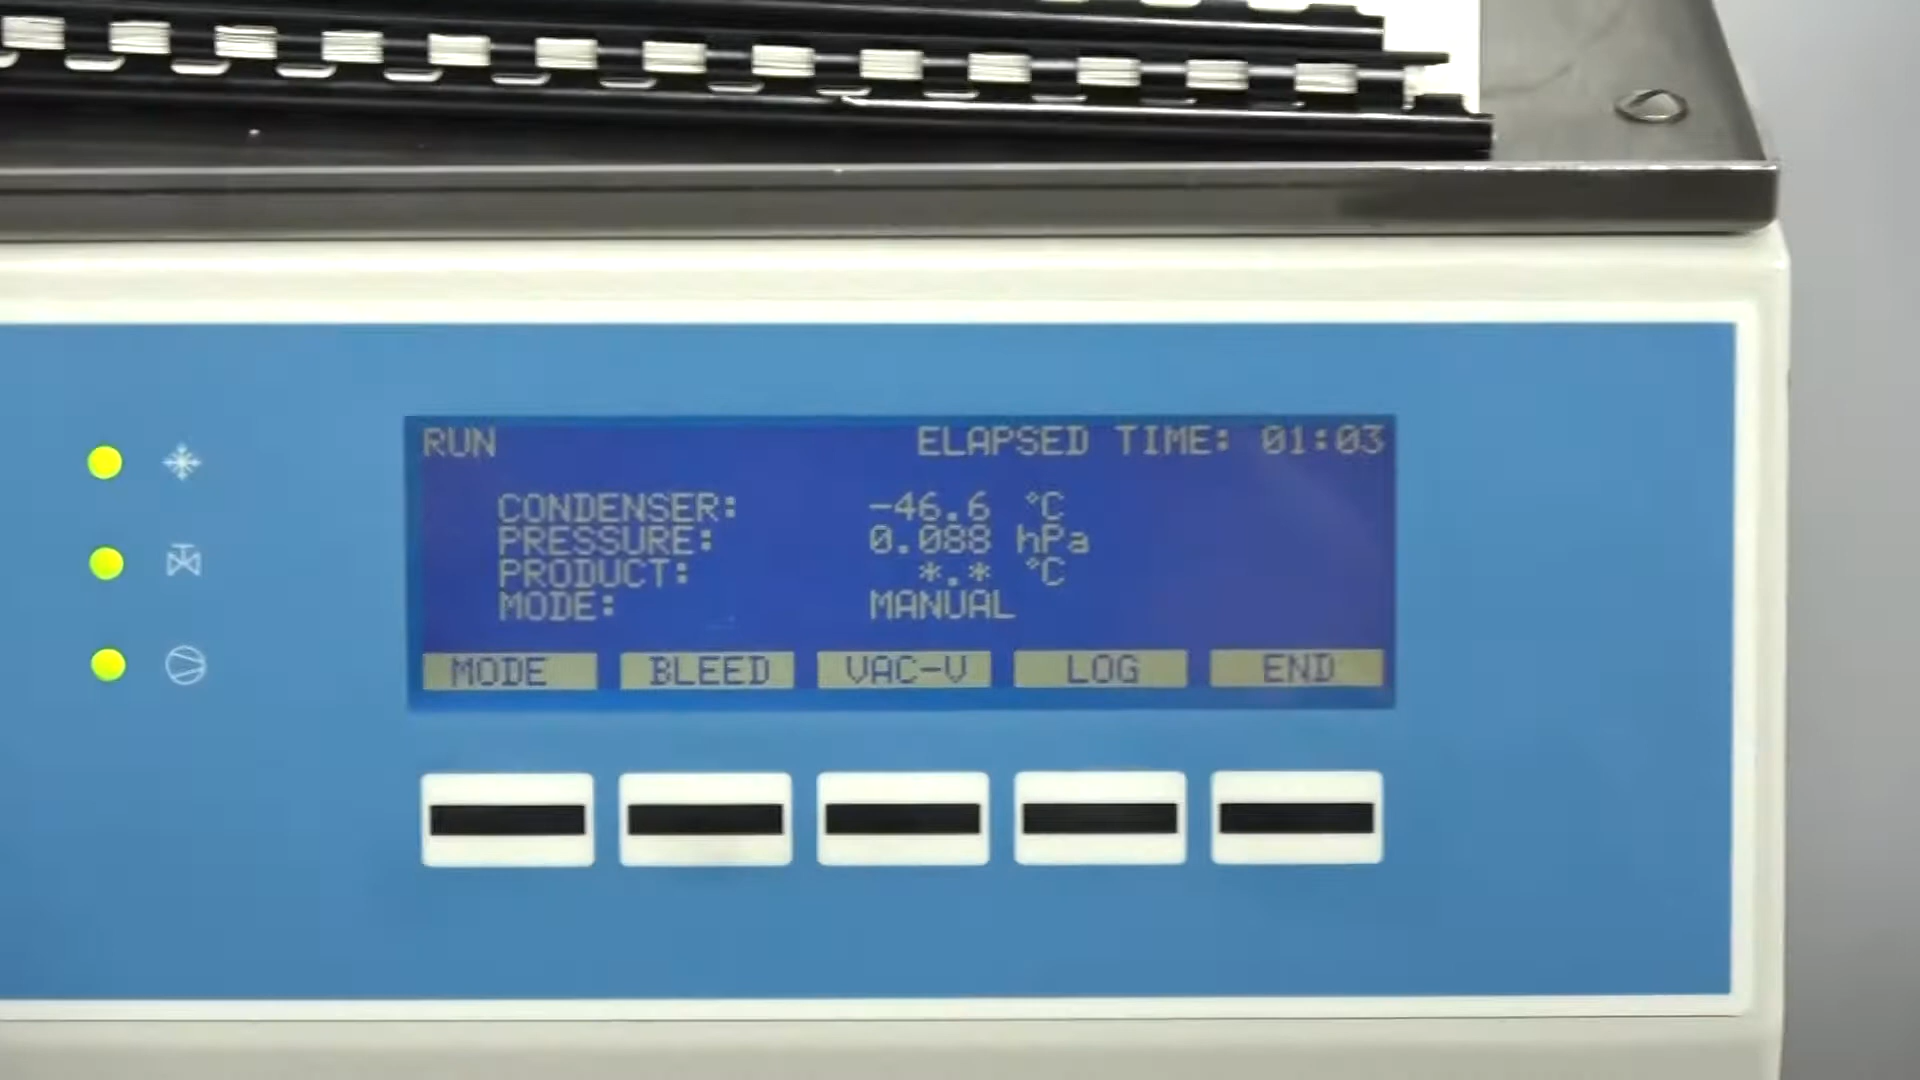 RUN ELAPSED TIME: 01:03
CONDENSER: -46.6 °C
PRESSURE: 0.088 hPa
PRODUCT: *.* °C
MODE: MANUAL
MODE BLEED VAC-V LOG END